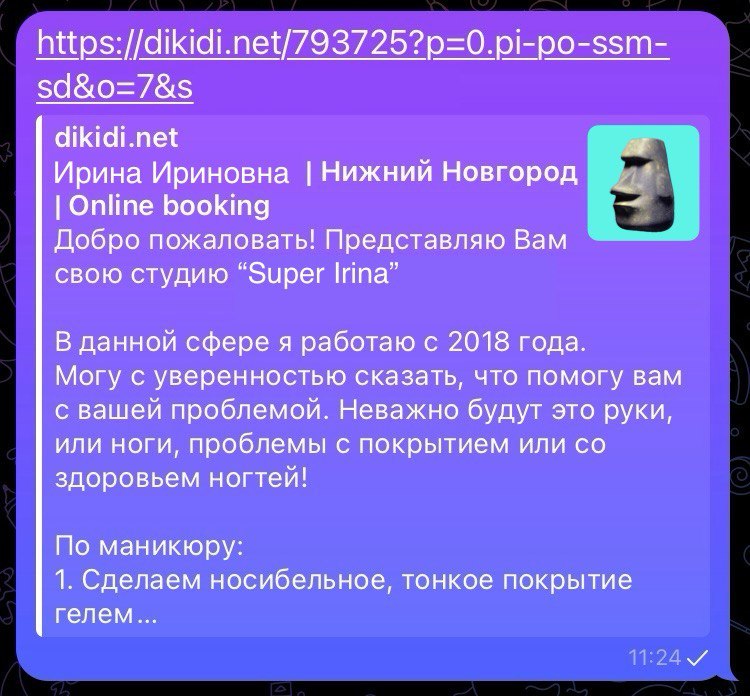 https://dikidi.net/793725?p=0.pi-po-ssm-
sd&o=7&s
dikidi.net
Ирина Ириновна | Нижний Новгород
| Online booking
Добро пожаловать! Представляю Вам
свою студию “Super Irina”
В данной сфере я работаю с 2018 года.
Могу с уверенностью сказать, что помогу вам
с вашей проблемой. Неважно будут это руки,
или ноги, проблемы с покрытием или со
здоровьем ногтей!
По маникюру:
1. Сделаем носибельное, тонкое покрытие
гелем...
11:24